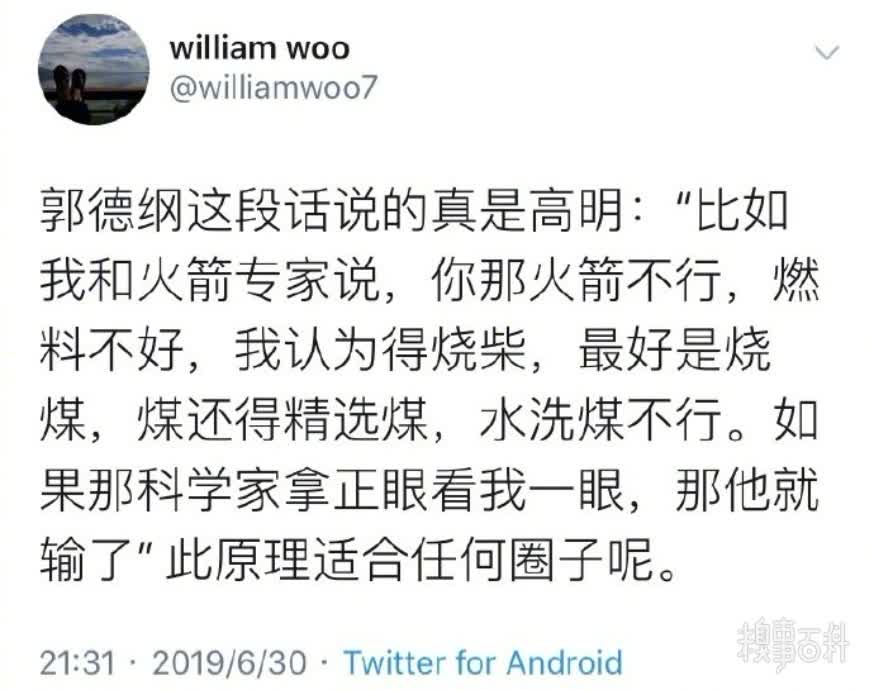 william woo
@williamwoo7
郭德纲这段话说的真是高明：“比如
我和火箭专家说，你那火箭不行，燃
料不好，我认为得烧柴，最好是烧
煤，煤还得精选煤，水洗煤不行。如
果那科学家拿正眼看我一眼，那他就
输了” 此原理适合任何圈子呢。
21:31 · 2019/6/30 · Twitter for Android
糗事百科